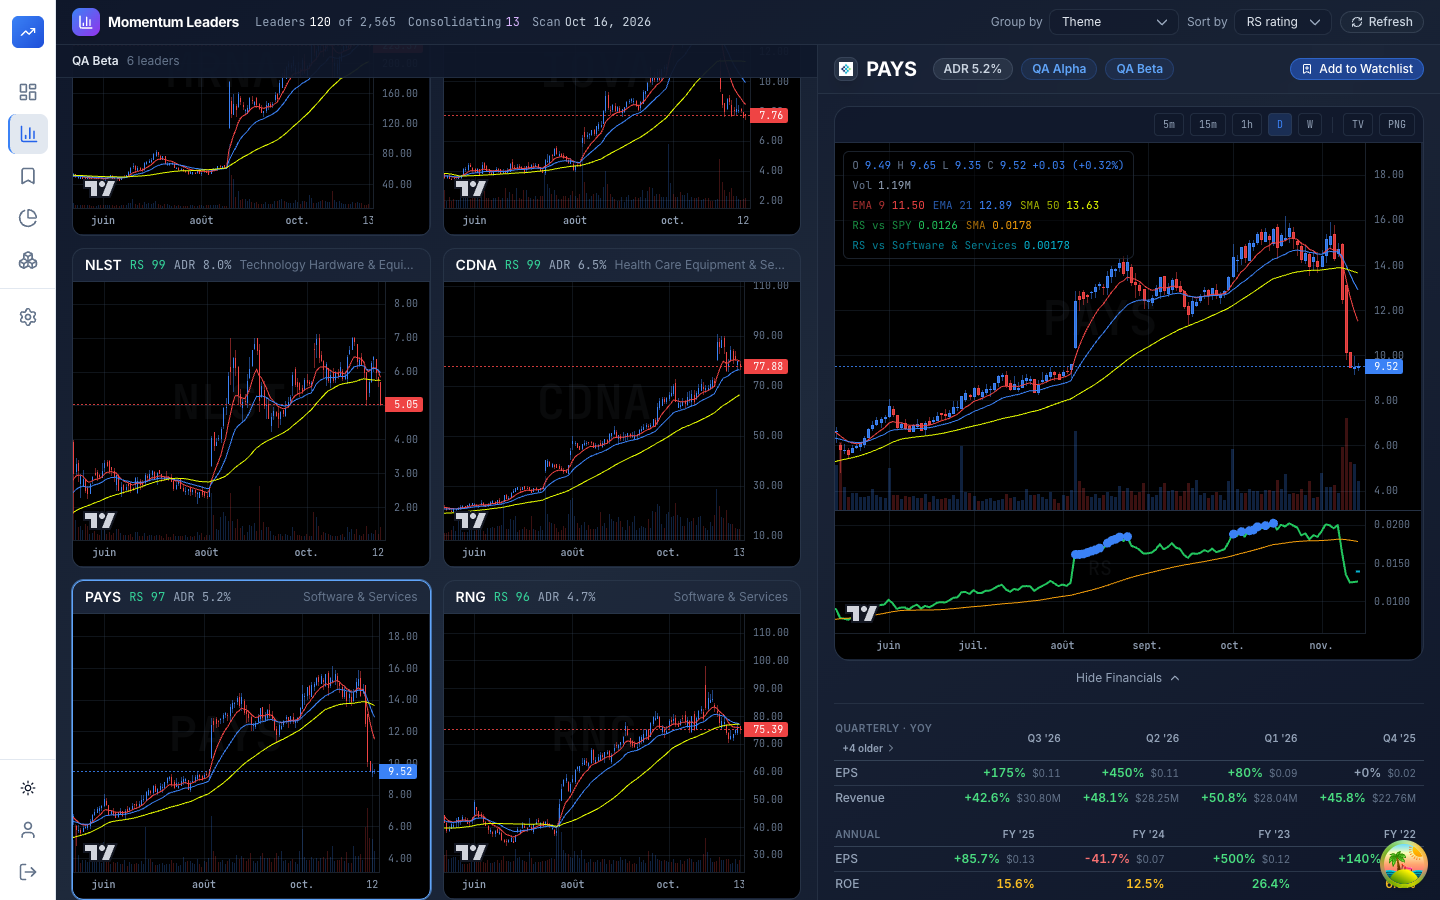 Momentum Leaders Leaders 120 of 2,565 Consolidating 13 Scan Oct 16, 2026 Group by Theme Sort by RS rating Refresh
QA Beta 6 leaders
160.00
120.00
80.00
40.00
juin août oct. 13
10.00
7.76
6.00
4.00
2.00
juin août oct. 12
NLST RS 99 ADR 8.0% Technology Hardware & Equi...
NL
8.00
7.00
6.00
5.05
4.00
3.00
2.00
juin août oct. 12
CDNA RS 99 ADR 6.5% Health Care Equipment & Se...
CDNA
110.00
90.00
77.88
70.00
50.00
30.00
10.00
juin août oct. 13
PAYS RS 97 ADR 5.2% Software & Services
18.00
16.00
14.00
12.00
10.00
9.52
8.00
6.00
4.00
juin août oct. 12
RNG RS 96 ADR 4.7% Software & Services
RNG
110.00
100.00
90.00
80.00
75.39
70.00
60.00
50.00
40.00
30.00
juin août oct. 13
PAYS ADR 5.2% QA Alpha QA Beta Add to Watchlist
5m 15m 1h D W TV PNG
O 9.49 H 9.65 L 9.35 C 9.52 +0.03 (+0.32%)
Vol 1.19M
EMA 9 11.50 EMA 21 12.89 SMA 50 13.63
RS vs SPY 0.0126 SMA 0.0178
RS vs Software & Services 0.00178
PAYS
18.00
16.00
14.00
12.00
10.00
9.52
8.00
6.00
4.00
RS
0.0200
0.0150
0.0100
juin juil. août sept. oct. nov.
Hide Financials
QUARTERLY · YOY
+4 older Q3 '26 Q2 '26 Q1 '26 Q4 '25
EPS +175% $0.11 +450% $0.11 +80% $0.09 +0% $0.02
Revenue +42.6% $30.80M +48.1% $28.25M +50.8% $28.04M +45.8% $22.76M
ANNUAL FY '25 FY '24 FY '23 FY '22
EPS +85.7% $0.13 -41.7% $0.07 +500% $0.12 +140%
ROE 15.6% 12.5% 26.4%